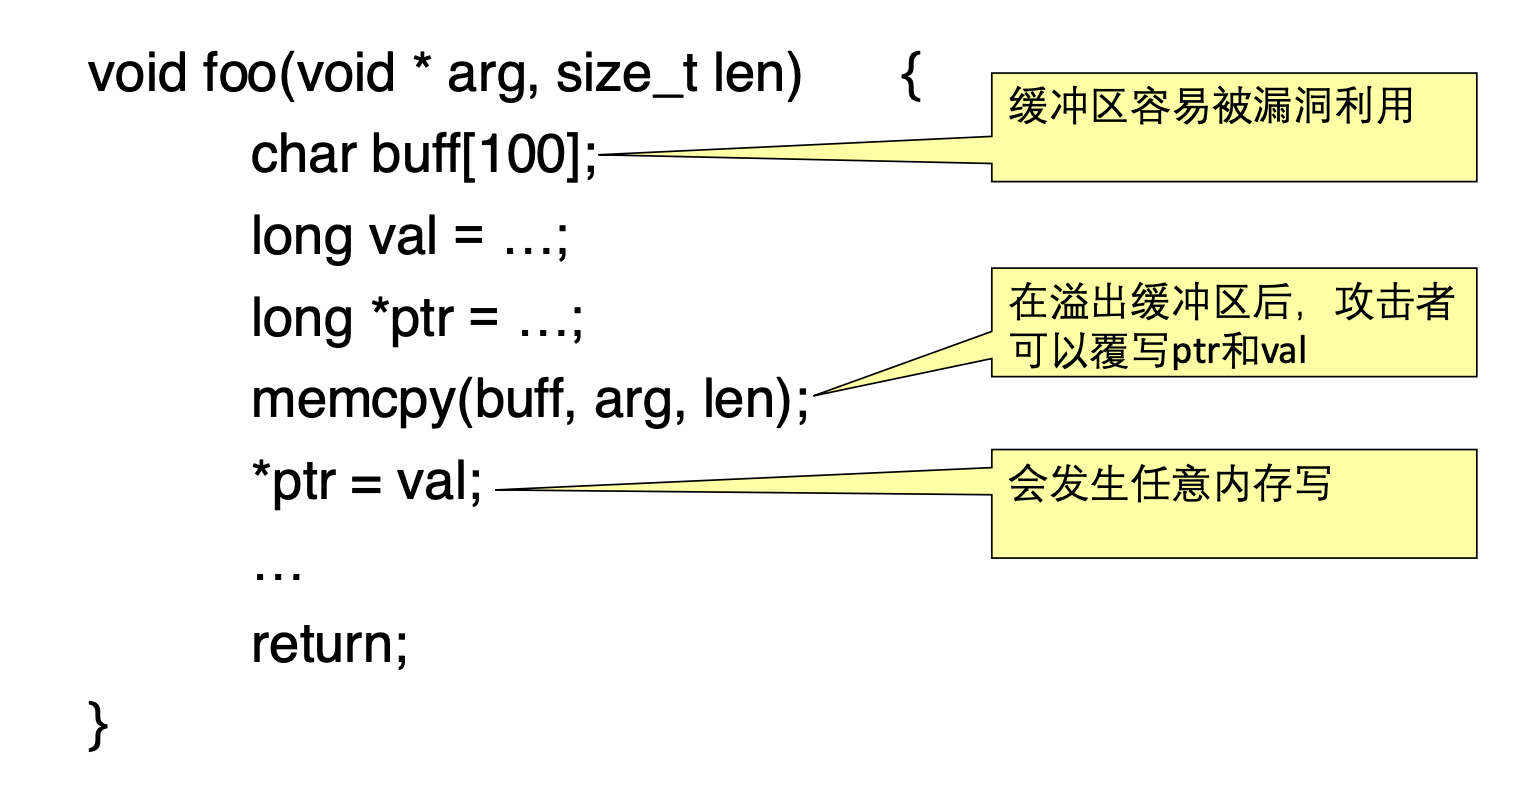 void foo(void * arg, size_t len) {
缓冲区容易被漏洞利用
char buff[100];
long val = …;
在溢出缓冲区后，攻击者
可以覆写ptr和val
long *ptr = …;
memcpy(buff, arg, len);
*ptr = val;
会发生任意内存写
…
return;
}